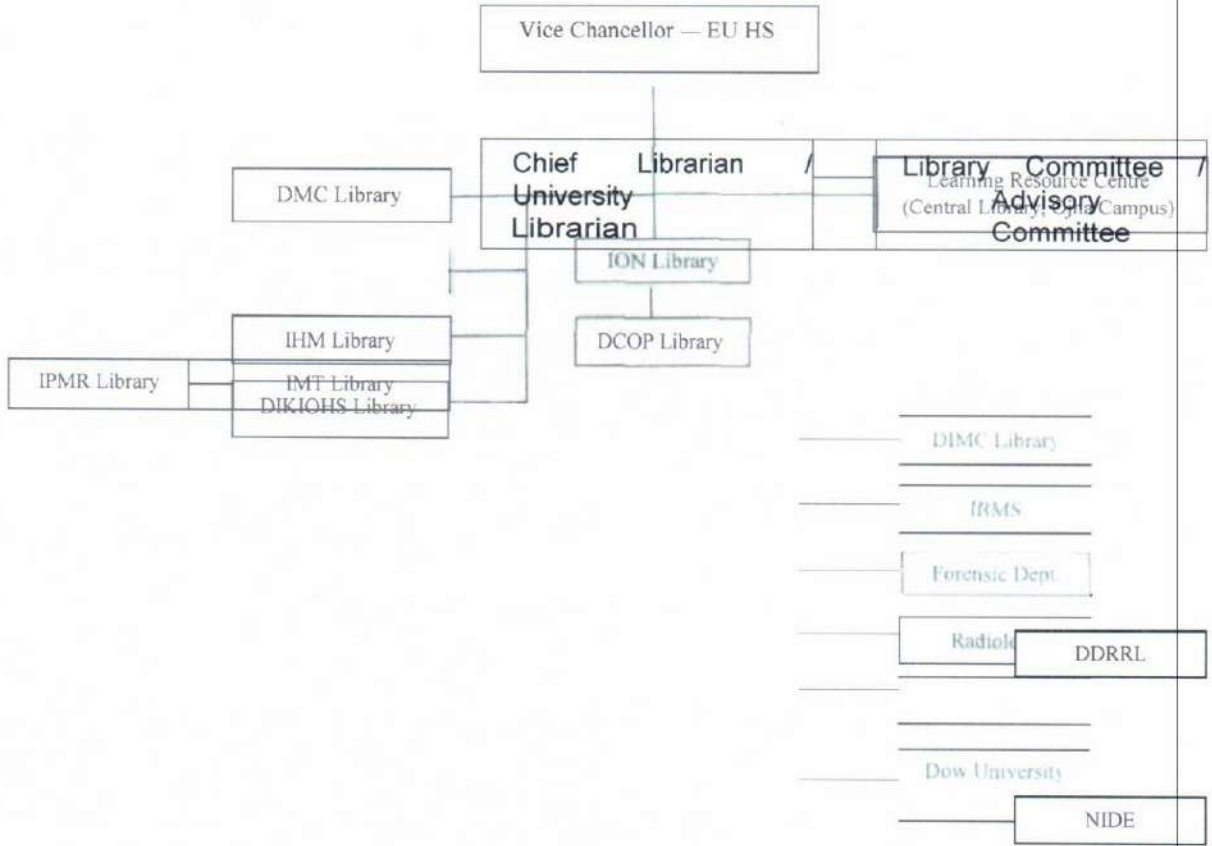 Vice Chancellor — EU HS
Chief Librarian /
University
Librarian
Library Committee /
Advisory
Committee
Learning Resource Centre
(Central Library, Ojha Campus)
DMC Library
ION Library
IHM Library
DCOP Library
IPMR Library
IMT Library
DIKIOHS Library
DIMC Library
IRMS
Forensic Dept.
DDRRL
Dow University
NIDE